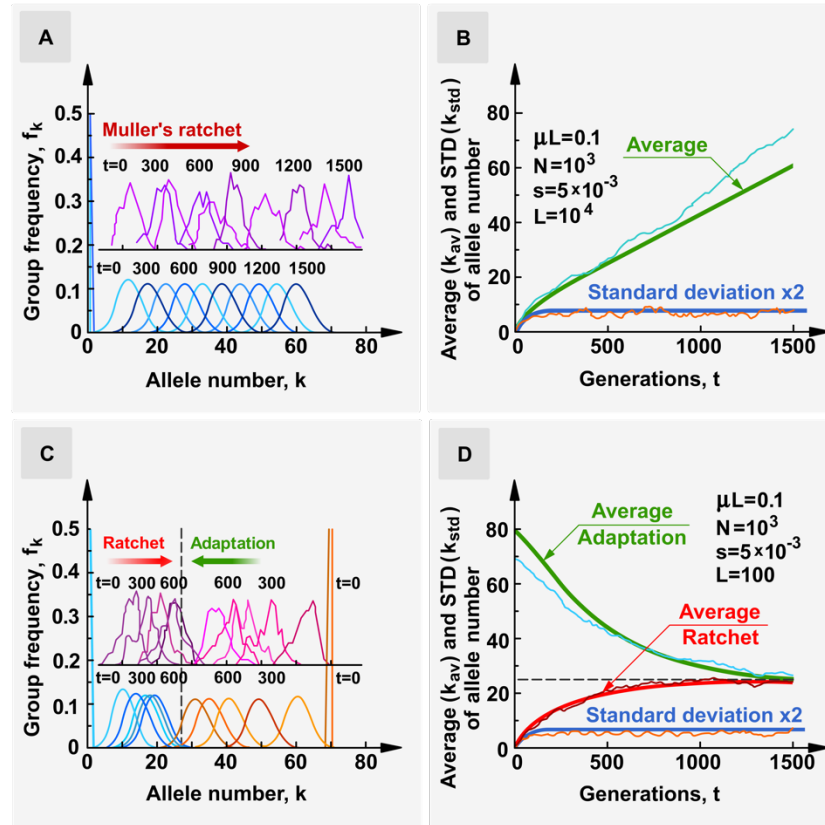 A
Group frequency, f_k
0.5
0.4
0.3
0.2
0.1
0
Muller's ratchet
t=0 300 600 900 1200 1500
t=0 300 600 900 1200 1500
0 20 40 60 80
Allele number, k
B
Average (k_av) and STD (k_std)
of allele number
80
60
40
20
0
μL=0.1
N=10^3
s=5×10^-3
L=10^4
Average
Standard deviation x2
0 500 1000 1500
Generations, t
C
Group frequency, f_k
0.5
0.4
0.3
0.2
0.1
0
Ratchet Adaptation
t=0 300 600 600 300 t=0
t=0 300 600 600 300 t=0
0 20 40 60 80
Allele number, k
D
Average (k_av) and STD (k_std)
of allele number
80
60
80
20
0
Average
Adaptation
μL=0.1
N=10^3
s=5×10^-3
L=100
Average
Ratchet
Standard deviation x2
0 500 1000 1500
Generations, t